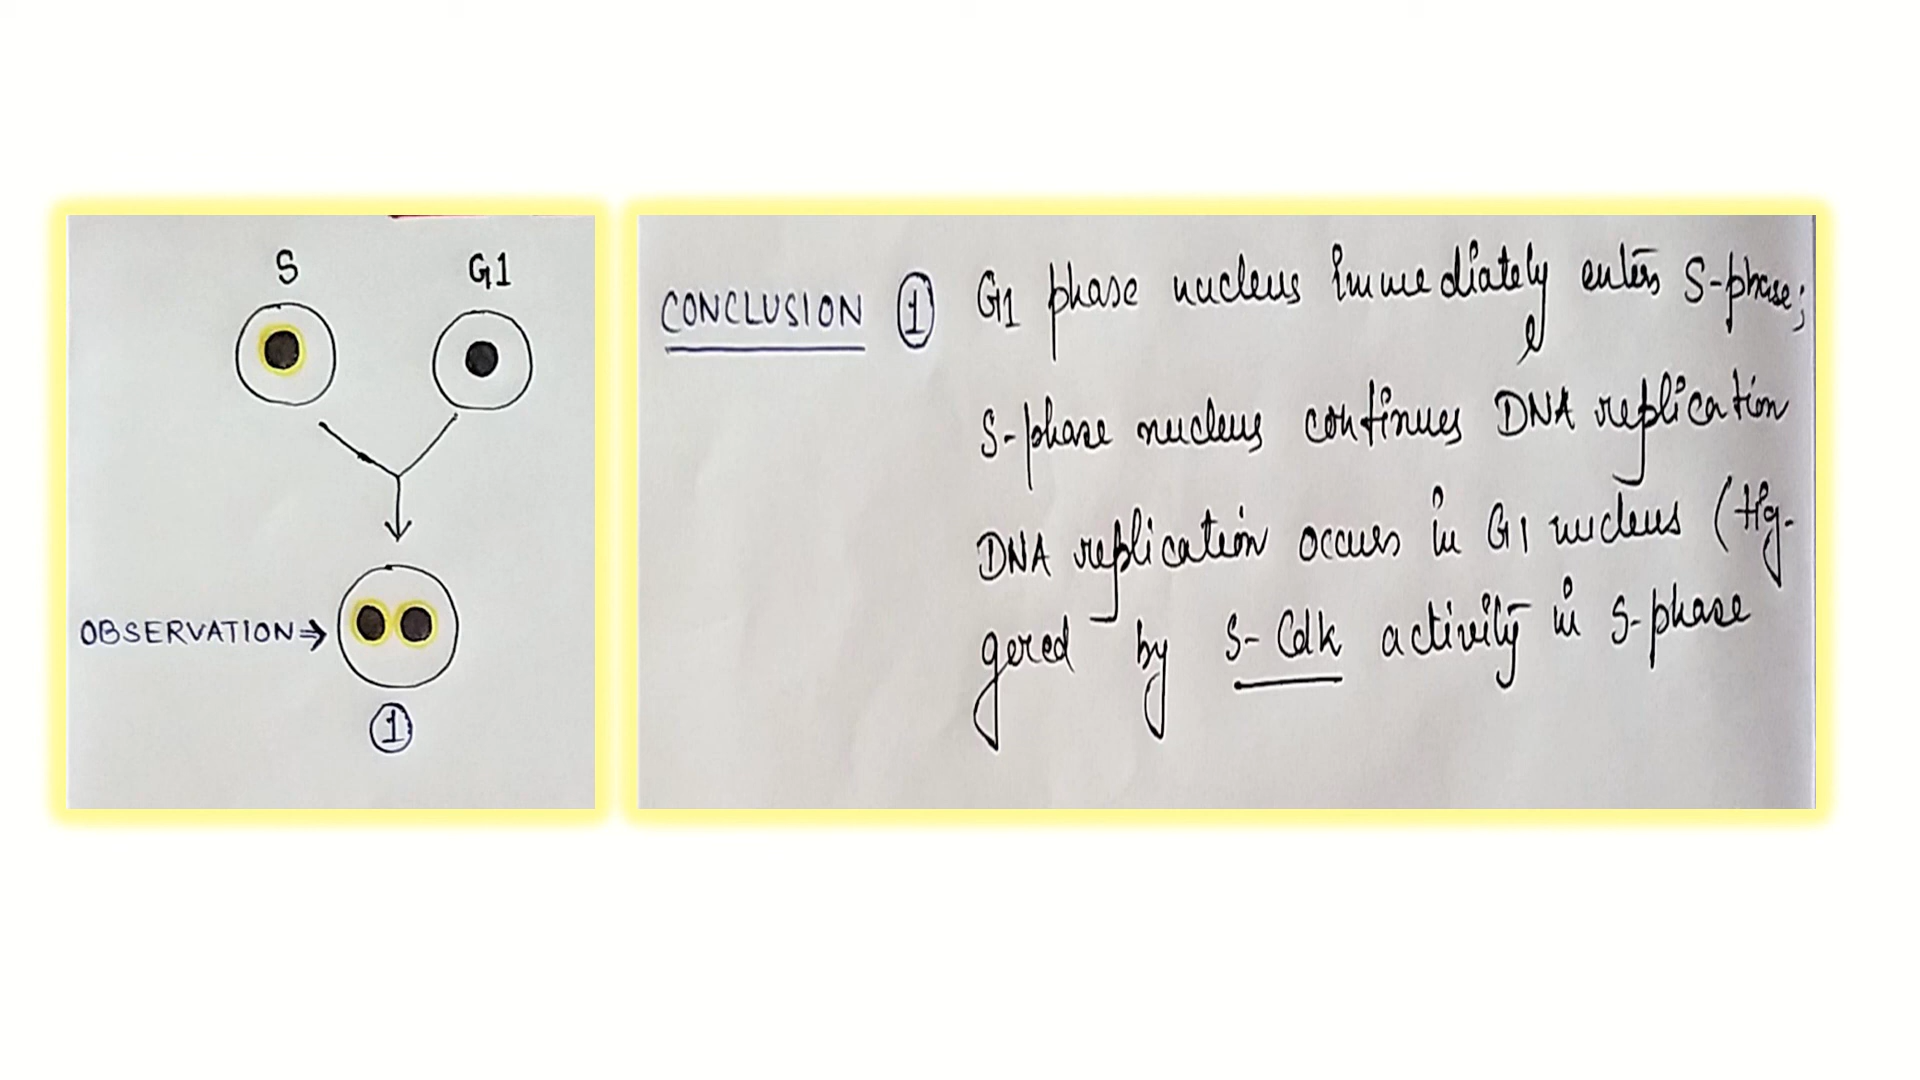 S G1
OBSERVATION⇒
1
CONCLUSION ① G1 phase nucleus immediately enters S-phase;
S-phase nucleus continues DNA replication
DNA replication occurs in G1 nucleus (trig-
gered by S-Cdk activity in S-phase